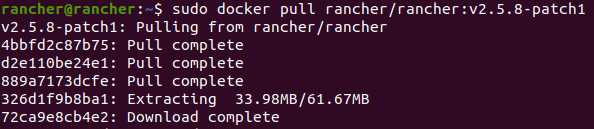 rancher@rancher:~$ sudo docker pull rancher/rancher:v2.5.8-patch1
v2.5.8-patch1: Pulling from rancher/rancher
4bbfd2c87b75: Pull complete
d2e110be24e1: Pull complete
889a7173dcfe: Pull complete
326d1f9b8ba1: Extracting  33.98MB/61.67MB
72ca9e8cb4e2: Download complete